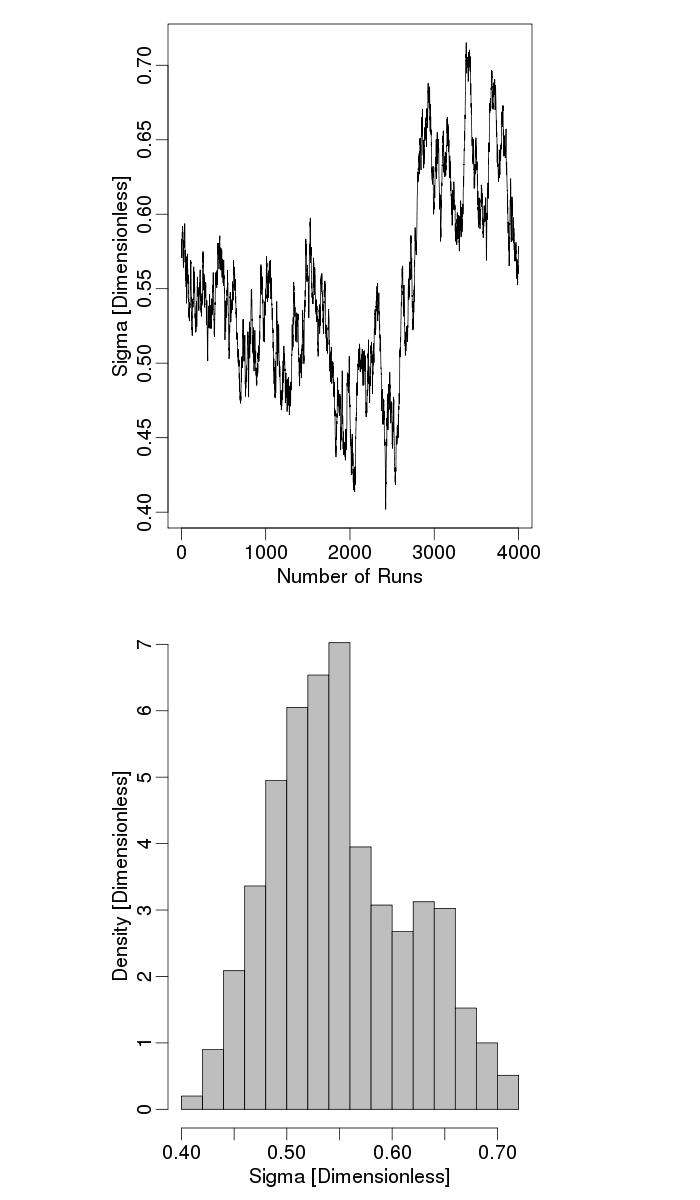 0.70
0.65
0.60
0.55
0.50
0.45
0.40
Sigma [Dimensionless]
0 1000 2000 3000 4000
Number of Runs
7
6
5
4
3
2
1
0
Density [Dimensionless]
0.40 0.50 0.60 0.70
Sigma [Dimensionless]